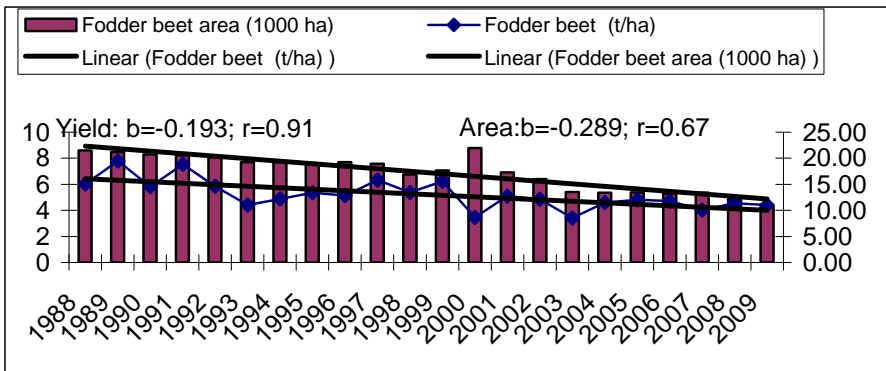 Fodder beet area (1000 ha) Fodder beet (t/ha)
Linear (Fodder beet (t/ha) ) Linear (Fodder beet area (1000 ha) )
Yield: b=-0.193; r=0.91 Area:b=-0.289; r=0.67
10 25.00
8 20.00
6 15.00
4 10.00
2 5.00
0 0.00
1988 1989 1990 1991 1992 1993 1994 1995 1996 1997 1998 1999 2000 2001 2002 2003 2004 2005 2006 2007 2008 2009